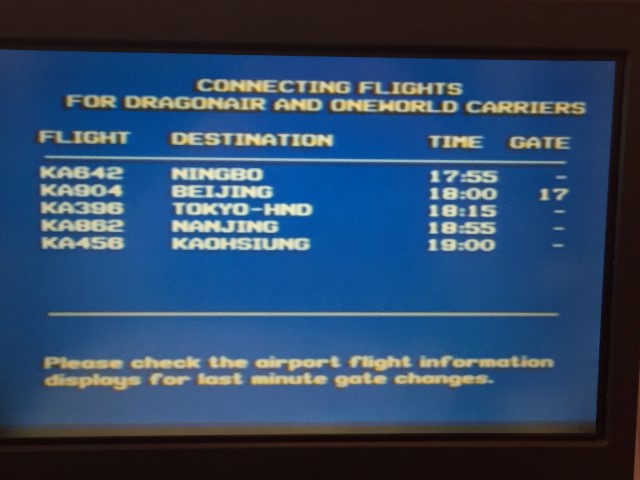 CONNECTING FLIGHTS
FOR DRAGONAIR AND ONEWORLD CARRIERS
FLIGHT DESTINATION TIME GATE
KA642 NINGBO 17:55 -
KA904 BEIJING 18:00 17
KA396 TOKYO-HND 18:15 -
KA862 NANJING 18:55 -
KA456 KAOHSIUNG 19:00 -
Please check the airport flight information
displays for last minute gate changes.